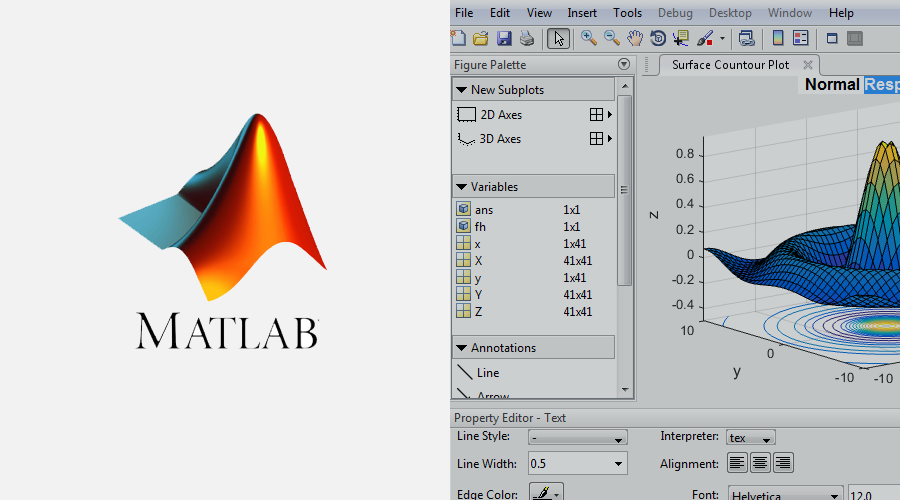 MATLAB
File Edit View Insert Tools Debug Desktop Window Help
Figure Palette
Surface Countour Plot
Normal Resp
New Subplots
2D Axes
3D Axes
Variables
ans 1x1
fh 1x1
x 1x41
X 41x41
y 1x41
Y 41x41
Z 41x41
Annotations
Line
Arrow
0.8
0.6
0.4
0.2
0
-0.2
-0.4
z
10
0
-10
-10
y
Property Editor - Text
Line Style: - Interpreter: tex
Line Width: 0.5 Alignment:
Edge Color: Font: Helvetica 12.0